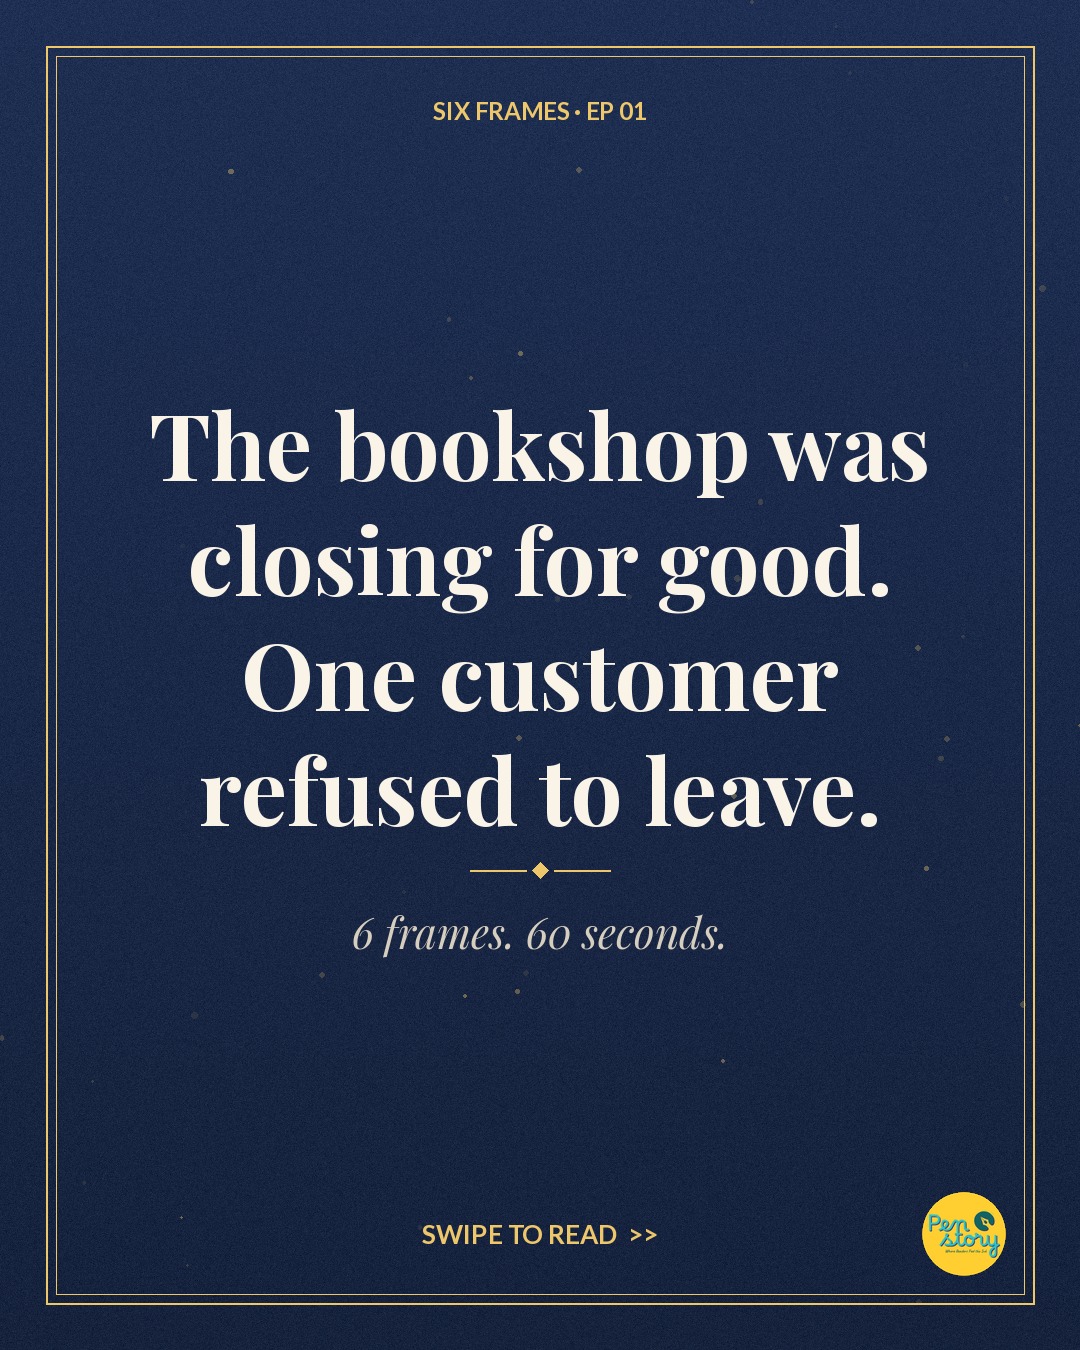 SIX FRAMES · EP 01
The bookshop was
closing for good.
One customer
refused to leave.
6 frames. 60 seconds.
SWIPE TO READ >>
Pen
story